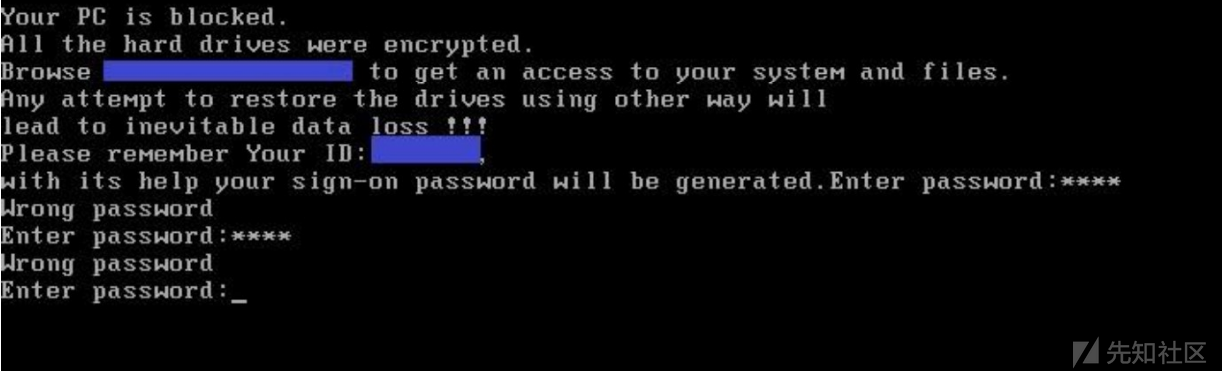 Your PC is blocked.
All the hard drives were encrypted.
Browse to get an access to your system and files.
Any attempt to restore the drives using other way will
lead to inevitable data loss !!!
Please remember Your ID: ,
with its help your sign-on password will be generated.Enter password:****
Wrong password
Enter password:****
Wrong password
Enter password:_
先知社区